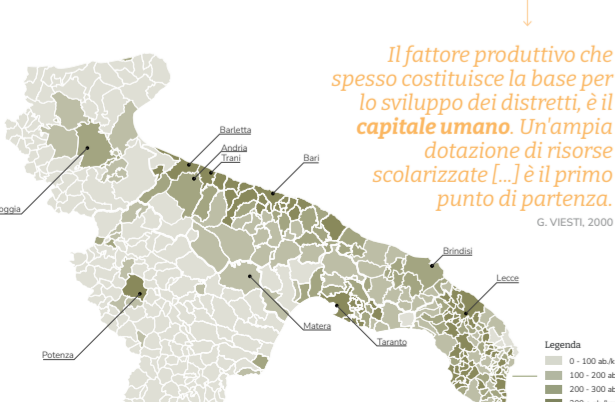 Il fattore produttivo che
spesso costituisce la base per
lo sviluppo dei distretti, è il
capitale umano. Un'ampia
dotazione di risorse
scolarizzate [...] è il primo
punto di partenza.
G. VIESTI, 2000
Barletta
Andria
Trani
Bari
oggia
Brindisi
Lecce
Matera
Taranto
Potenza
Legenda
0 - 100 ab./k
100 - 200 ab
200 - 300 ab